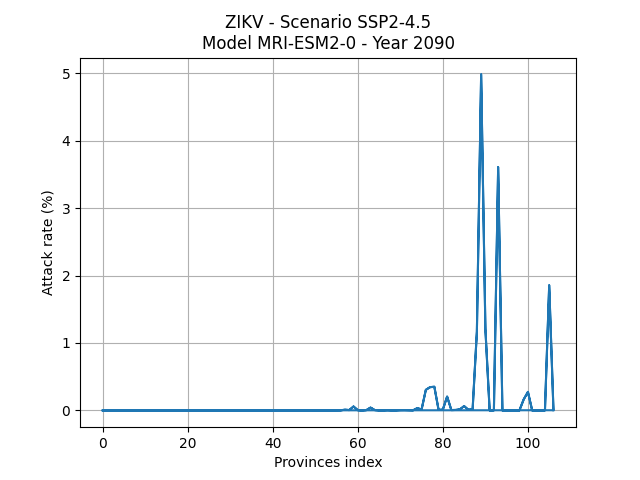 ZIKV - Scenario SSP2-4.5
Model MRI-ESM2-0 - Year 2090
Attack rate (%)
5
4
3
2
1
0
0 20 40 60 80 100
Provinces index